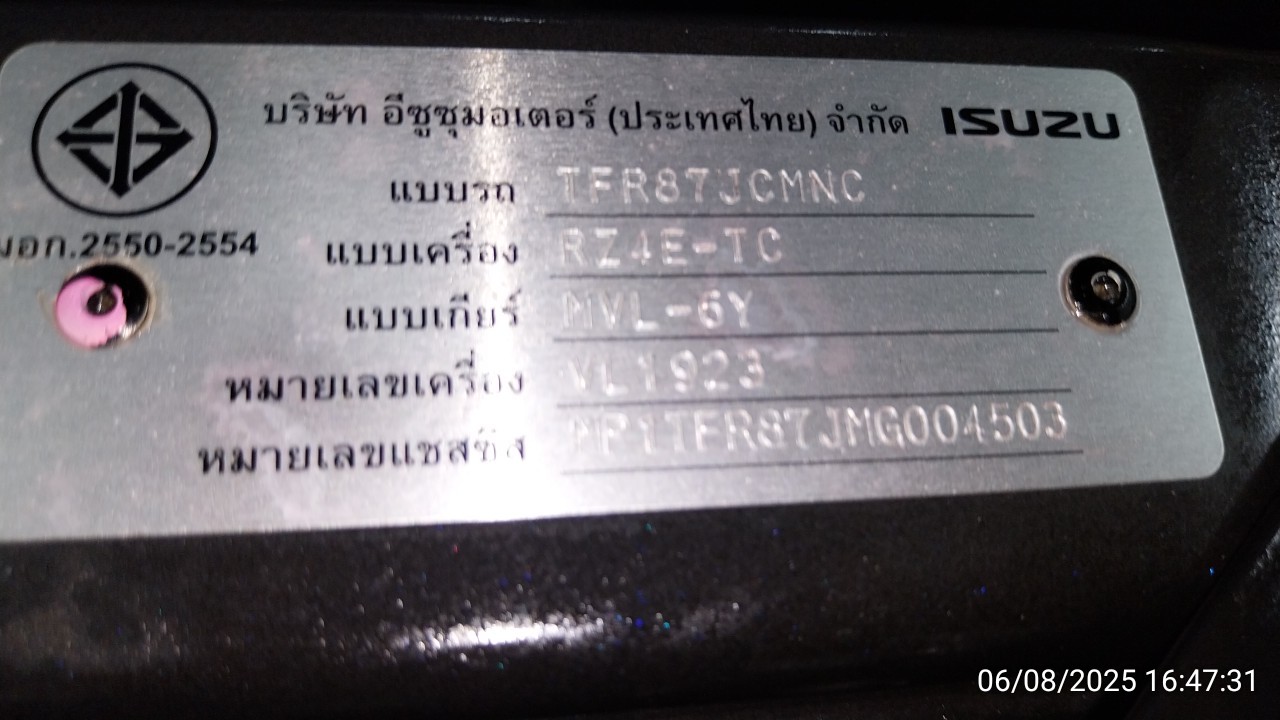 บริษัท อีซูซุมอเตอร์ (ประเทศไทย) จำกัด ISUZU
แบบรถ TFR87JCMNC
มอก.2550-2554
แบบเครื่อง RZ4E-TC
แบบเกียร์ MVL-6Y
หมายเลขเครื่อง VL1923
หมายเลขแชสซีส MP1TFR87JMG004503
06/08/2025 16:47:31